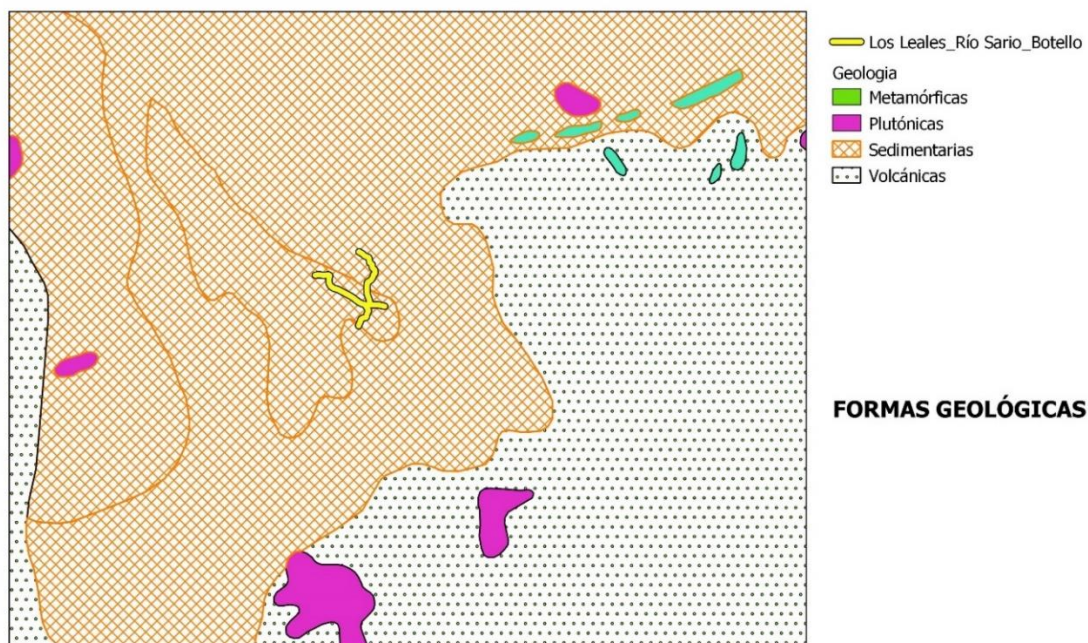 Los Leales_Río Sario_Botello
Geologia
Metamórficas
Plutónicas
Sedimentarias
Volcánicas
FORMAS GEOLÓGICAS